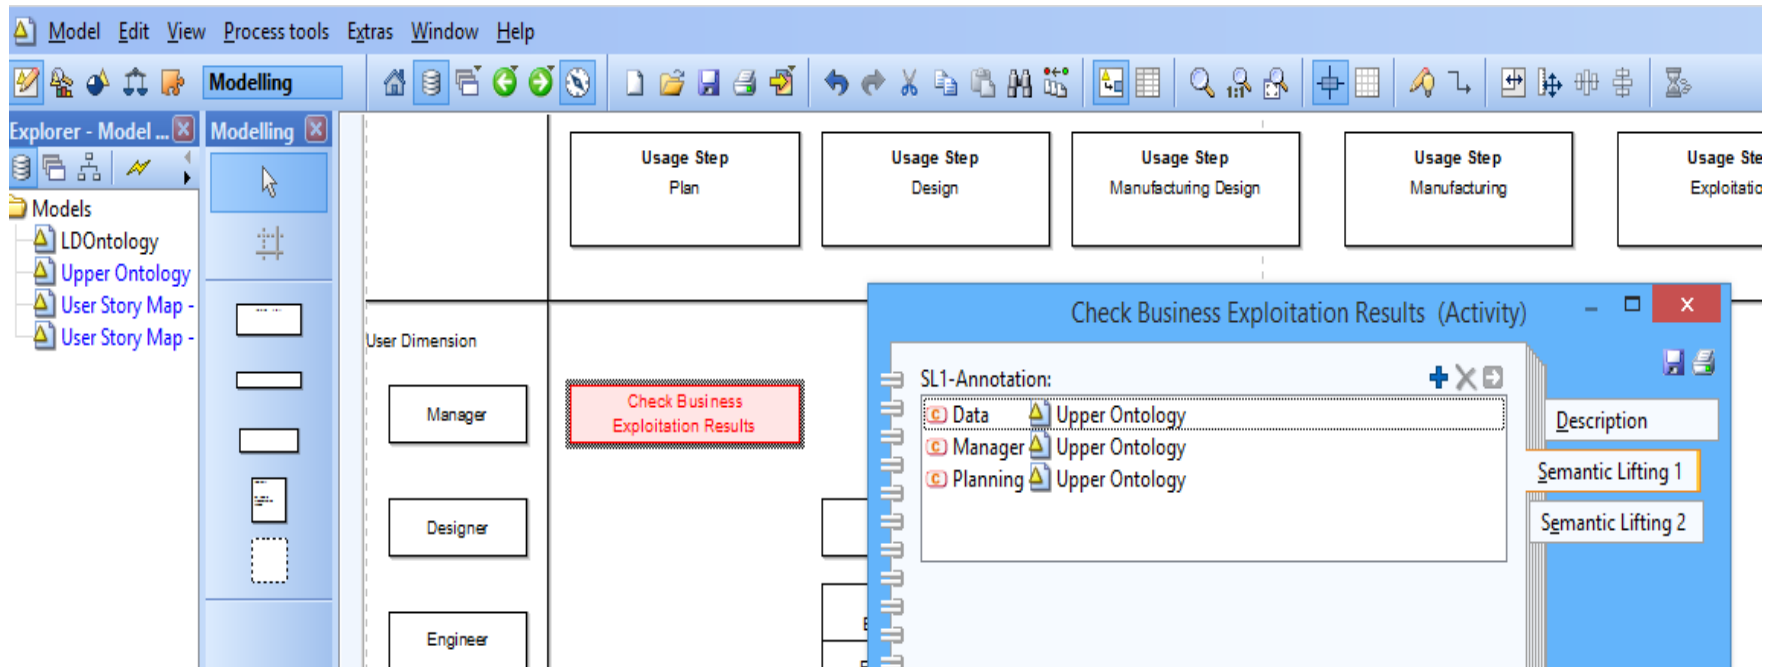 Model Edit View Process tools Extras Window Help
Modelling
Explorer - Model ...
Modelling
Models
LDOntology
Upper Ontology
User Story Map -
User Story Map -
Usage Step
Plan
Usage Step
Design
Usage Step
Manufacturing Design
Usage Step
Manufacturing
Usage Ste
Exploitatio
User Dimension
Manager
Check Business
Exploitation Results
Designer
Engineer
Check Business Exploitation Results (Activity)
SL1-Annotation:
Data Upper Ontology
Manager Upper Ontology
Planning Upper Ontology
Description
Semantic Lifting 1
Semantic Lifting 2